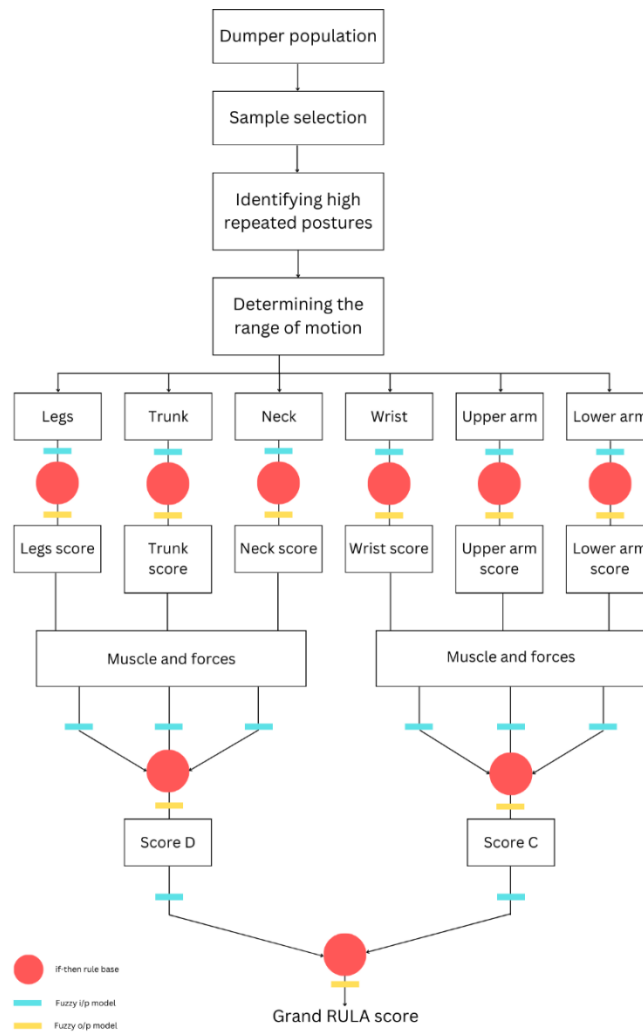 Dumper population
Sample selection
Identifying high
repeated postures
Determining the
range of motion
Legs
Trunk
Neck
Wrist
Upper arm
Lower arm
Legs score
Trunk
score
Neck score
Wrist score
Upper arm
score
Lower arm
score
Muscle and forces
Muscle and forces
Score D
Score C
if-then rule base
Fuzzy i/p model
Fuzzy o/p model
Grand RULA score